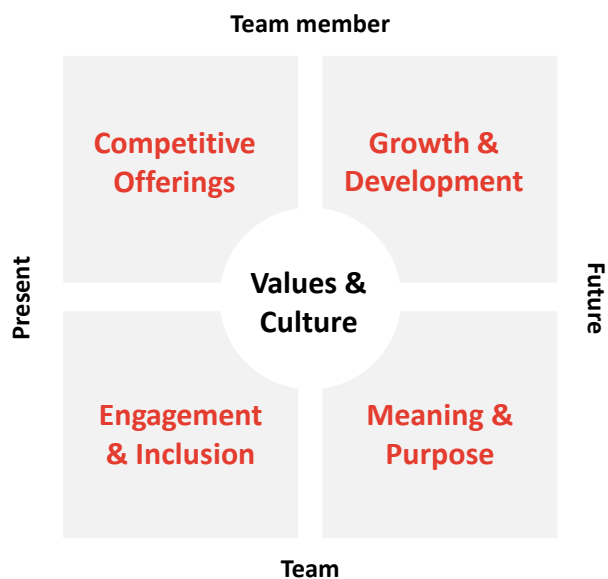 Team member
Competitive
Offerings
Growth &
Development
Present
Values &
Culture
Future
Engagement
& Inclusion
Meaning &
Purpose
Team